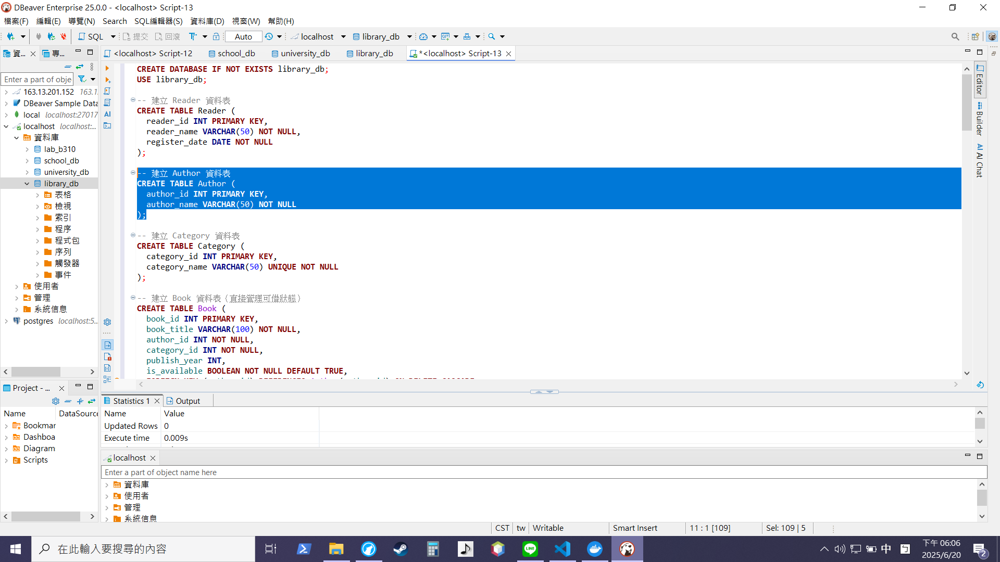 DBeaver Enterprise 25.0.0 - <localhost> Script-13
檔案(F) 編輯(E) 導覽(N) Search SQL編輯器(S) 資料庫(D) 視窗(W) 幫助(H)
SQL 提交 回滾 Auto localhost library_db
資... 專...
<localhost> Script-12 school_db university_db library_db *<localhost> Script-13
Enter a part of obje
163.13.201.152 163.1
DBeaver Sample Data
local localhost:27017
localhost localhost:...
資料庫
lab_b310
school_db
university_db
library_db
表格
檢視
索引
程序
程式包
序列
觸發器
事件
使用者
管理
系統信息
postgres localhost:5...
CREATE DATABASE IF NOT EXISTS library_db;
USE library_db;
-- 建立 Reader 資料表
CREATE TABLE Reader (
reader_id INT PRIMARY KEY,
reader_name VARCHAR(50) NOT NULL,
register_date DATE NOT NULL
);
-- 建立 Author 資料表
CREATE TABLE Author (
author_id INT PRIMARY KEY,
author_name VARCHAR(50) NOT NULL
);
-- 建立 Category 資料表
CREATE TABLE Category (
category_id INT PRIMARY KEY,
category_name VARCHAR(50) UNIQUE NOT NULL
);
-- 建立 Book 資料表（直接管理可借狀態）
CREATE TABLE Book (
book_id INT PRIMARY KEY,
book_title VARCHAR(100) NOT NULL,
author_id INT NOT NULL,
category_id INT NOT NULL,
publish_year INT,
is_available BOOLEAN NOT NULL DEFAULT TRUE,
AI
Editor
Builder
AI AI Chat
Project - ...
Name DataSource
Bookmar
Dashboa
Diagram
Scripts
Statistics 1 Output
Name Value
Updated Rows 0
Execute time 0.009s
localhost
Enter a part of object name here
資料庫
使用者
管理
系統信息
CST tw Writable Smart Insert 11 : 1 [109] Sel: 109 | 5
在此輸入要搜尋的內容
LINE
中
下午 06:06
2025/6/20
2